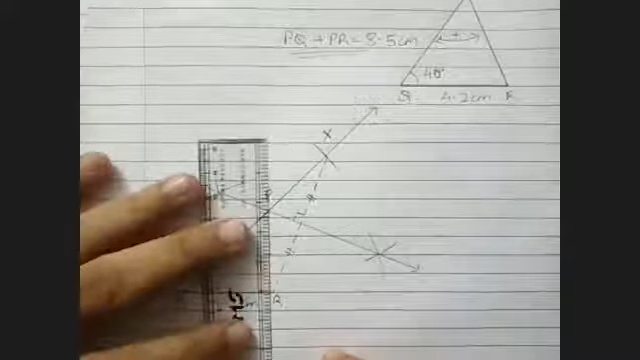 PQ + PR = 8.5cm
x
40°
Q 4.2cm R
X
R